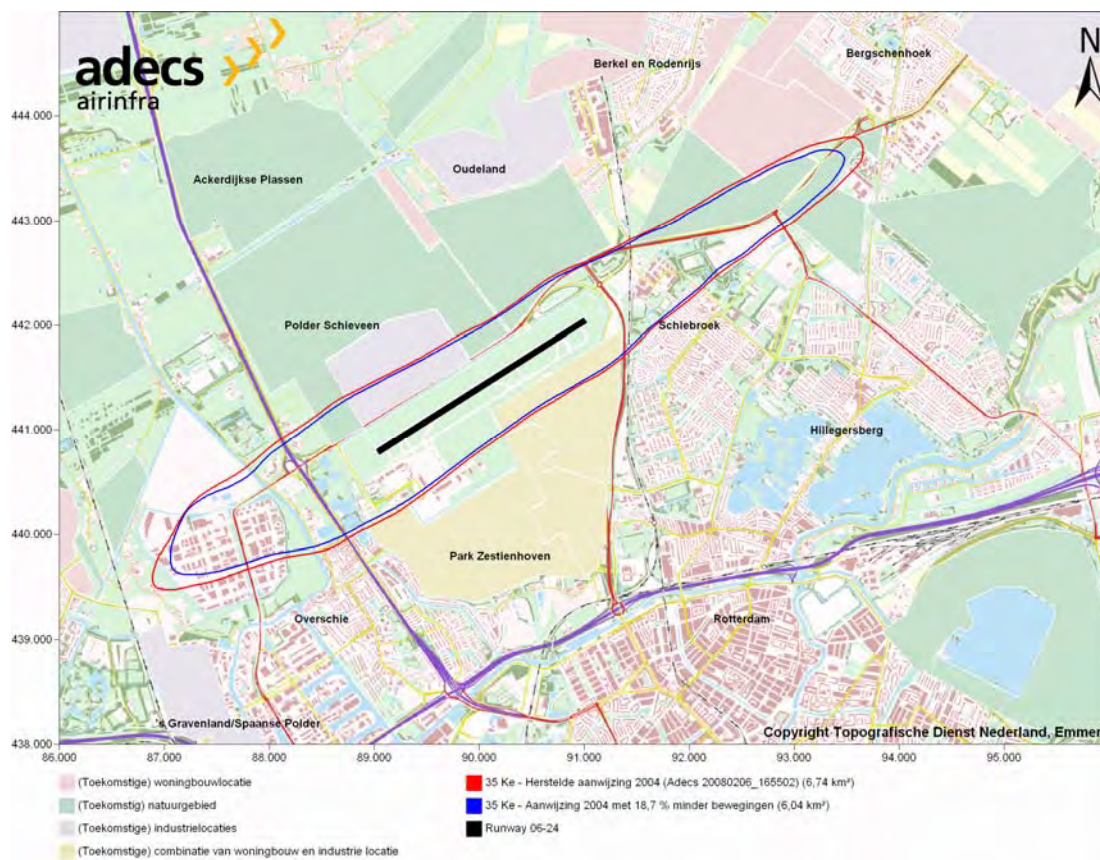 adecs
airinfra
N
Berkel en Rodenrijs
Bergschenhoek
444.000
Oudeland
Ackerdijkse Plassen
443.000
442.000
Polder Schieveen
Schiebroek
441.000
Hillegersberg
440.000
Park Zestienhoven
439.000
Overschie
Rotterdam
's Gravenland/Spaanse Polder
Copyright Topografische Dienst Nederland, Emmen
438.000
86.000 87.000 88.000 89.000 90.000 91.000 92.000 93.000 94.000 95.000
(Toekomstige) woningbouwlocatie
(Toekomstig) natuurgebied
(Toekomstige) industrielocaties
(Toekomstige) combinatie van woningbouw en industrie locatie
35 Ke - Herstelde aanwijzing 2004 (Adecs 20080206_165502) (6,74 km²)
35 Ke - Aanwijzing 2004 met 18,7 % minder bewegingen (6,04 km²)
Runway 06-24